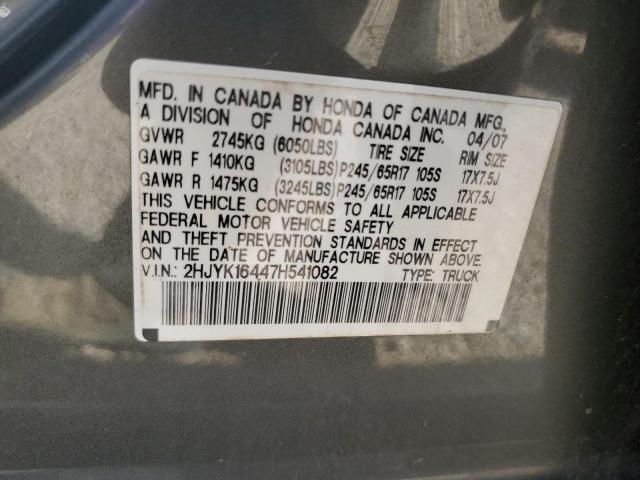 MFD. IN CANADA BY HONDA OF CANADA MFG.,
A DIVISION OF HONDA CANADA INC. 04/07
GVWR 2745KG (6050LBS) TIRE SIZE RIM SIZE
GAWR F 1410KG (3105LBS) P245/65R17 105S 17X7.5J
GAWR R 1475KG (3245LBS) P245/65R17 105S 17X7.5J
THIS VEHICLE CONFORMS TO ALL APPLICABLE
FEDERAL MOTOR VEHICLE SAFETY
AND THEFT PREVENTION STANDARDS IN EFFECT
ON THE DATE OF MANUFACTURE SHOWN ABOVE.
V.I.N.: 2HJYK16447H541082 TYPE: TRUCK